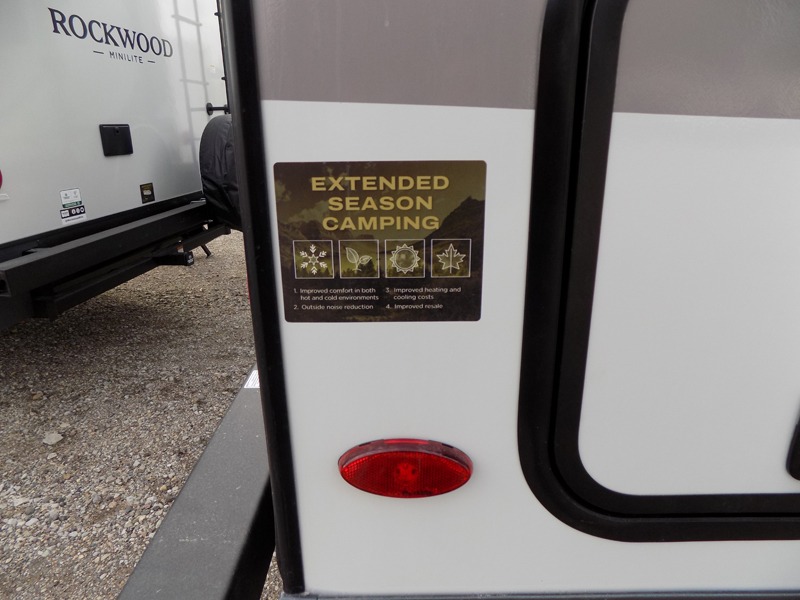 ROCKWOOD
MINILITE
EXTENDED
SEASON
CAMPING
1. Improved comfort in both
hot and cold environments
2. Outside noise reduction
3. Improved heating and
cooling costs
4. Improved resale